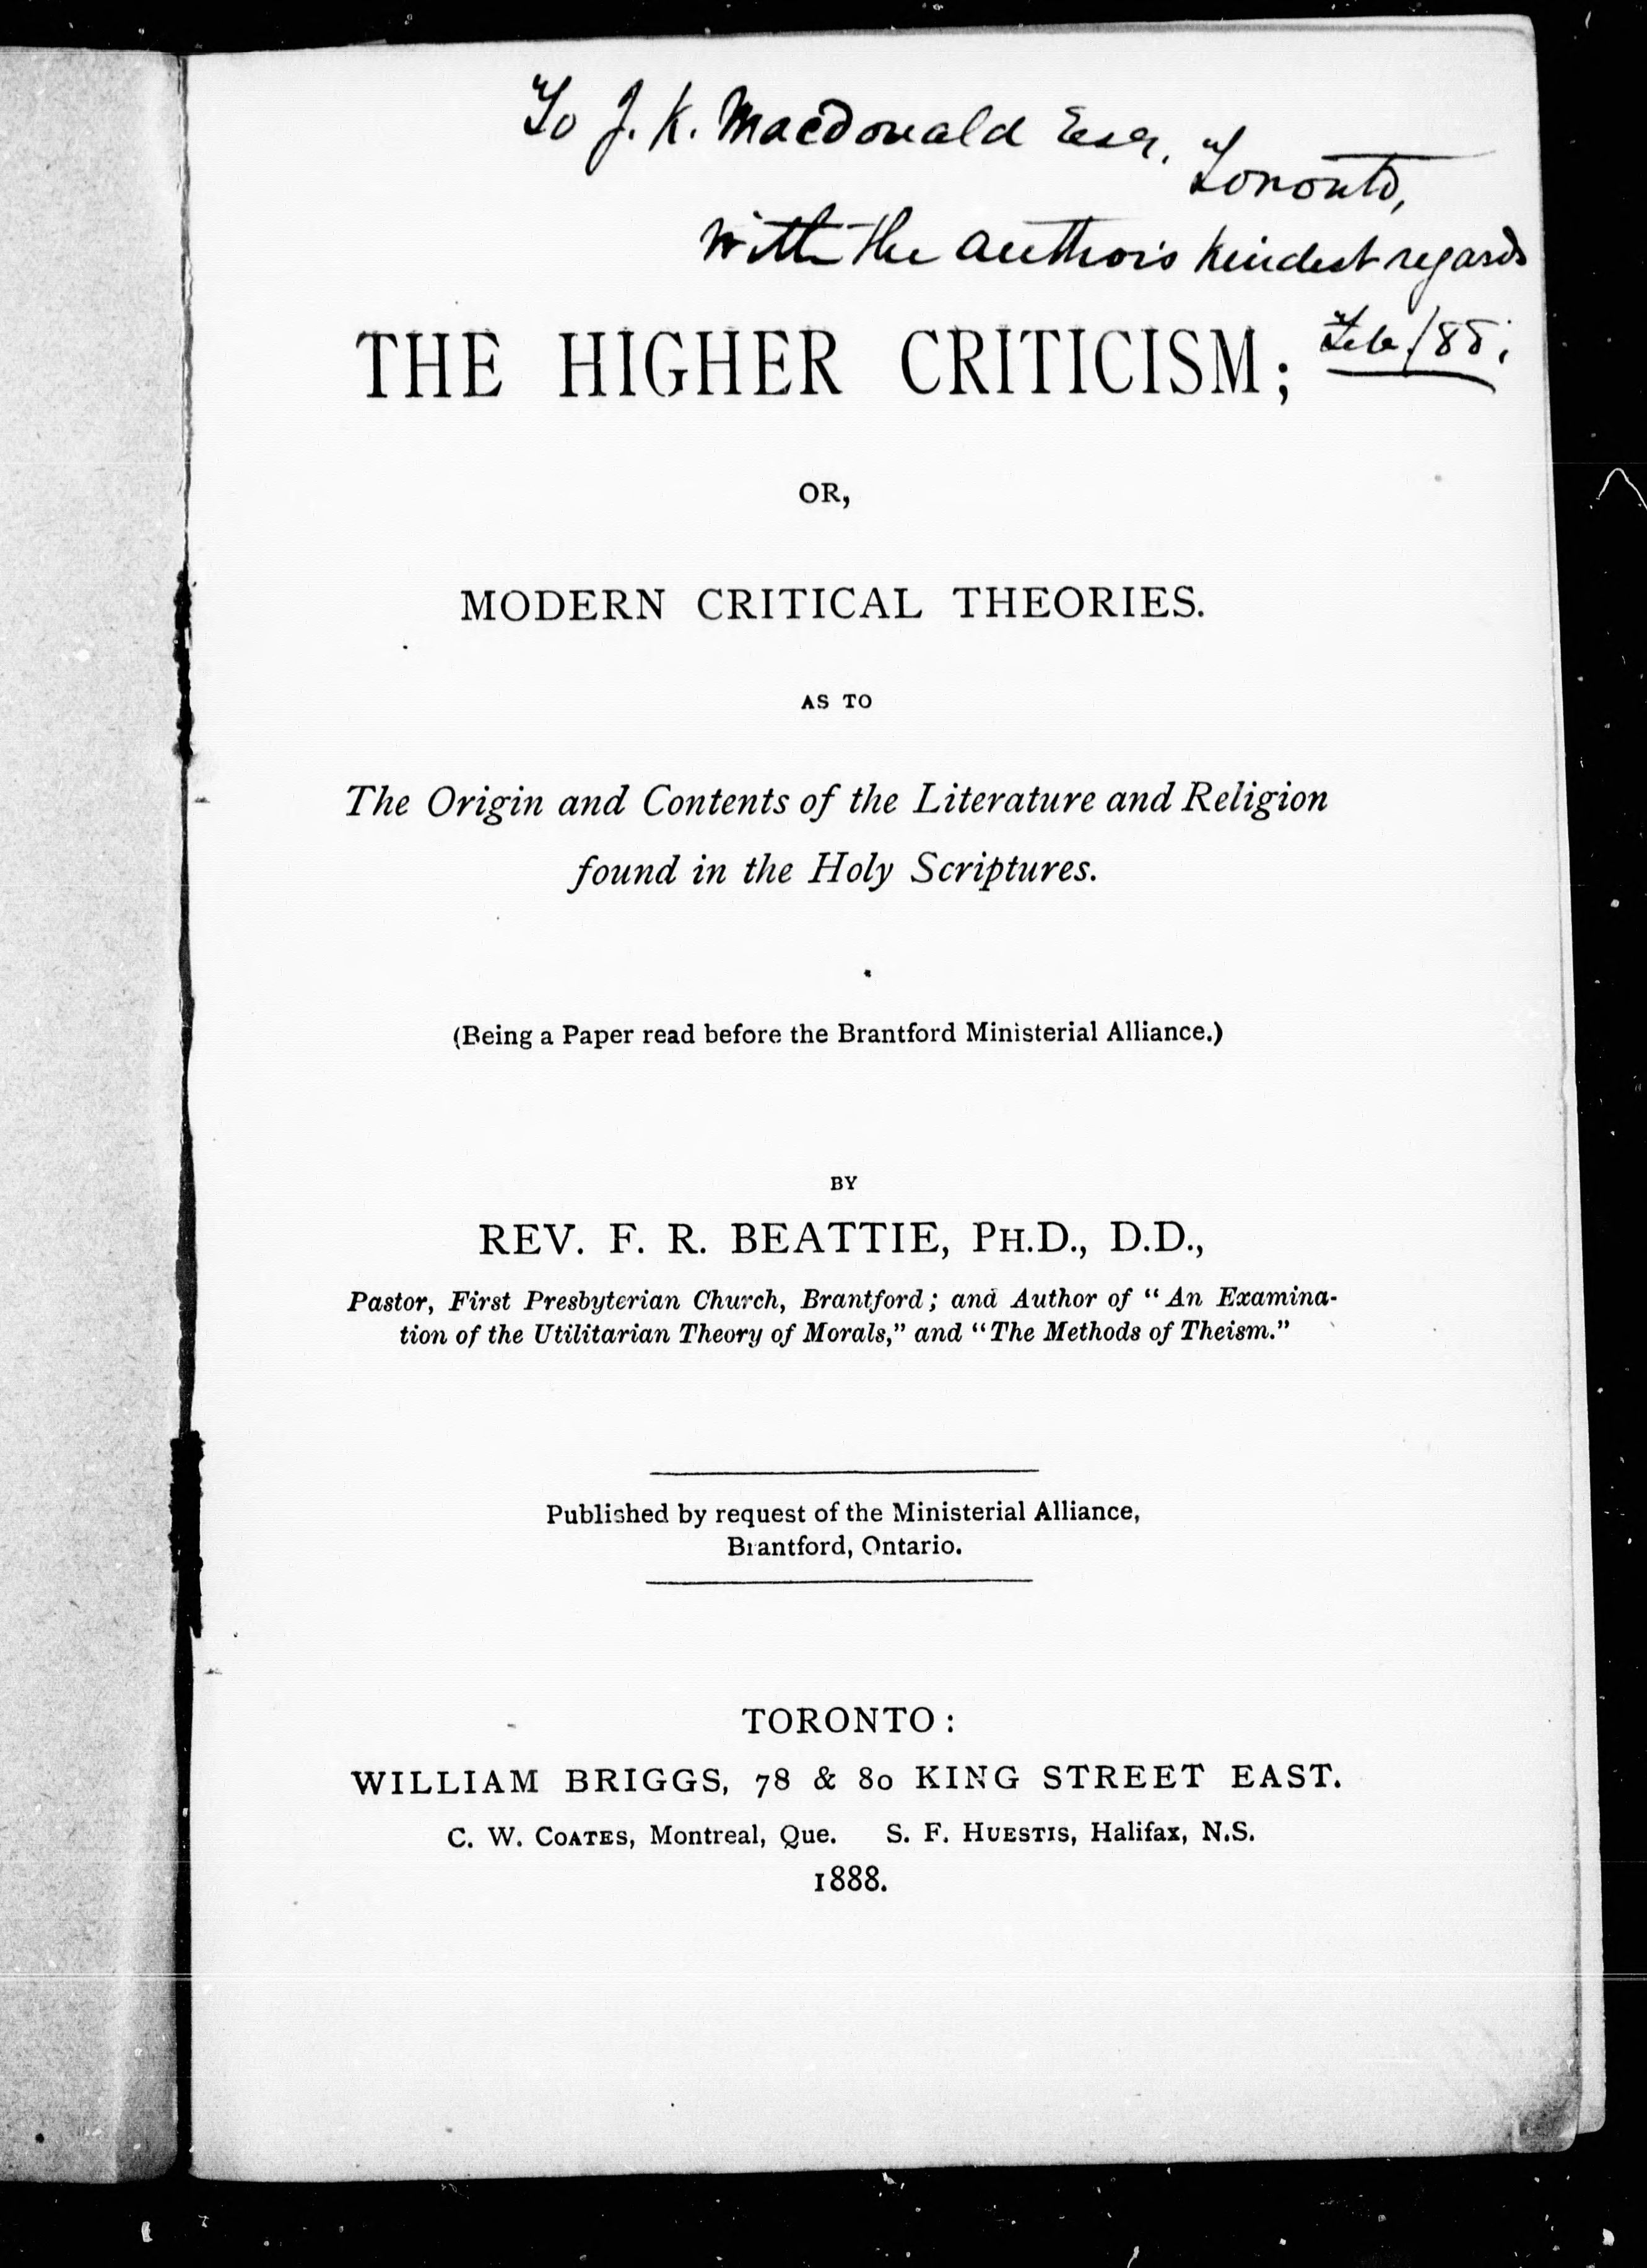 To J. K. Macdonald Esq.,
Toronto,
with the author's kindest regards
Feb/88.
THE HIGHER CRITICISM;
OR,
MODERN CRITICAL THEORIES.
AS TO
The Origin and Contents of the Literature and Religion
found in the Holy Scriptures.
(Being a Paper read before the Brantford Ministerial Alliance.)
BY
REV. F. R. BEATTIE, PH.D., D.D.,
Pastor, First Presbyterian Church, Brantford; and Author of "An Examina-
tion of the Utilitarian Theory of Morals," and "The Methods of Theism."
Published by request of the Ministerial Alliance,
Brantford, Ontario.
TORONTO:
WILLIAM BRIGGS, 78 & 80 KING STREET EAST.
C. W. COATES, Montreal, Que. S. F. HUESTIS, Halifax, N.S.
1888.